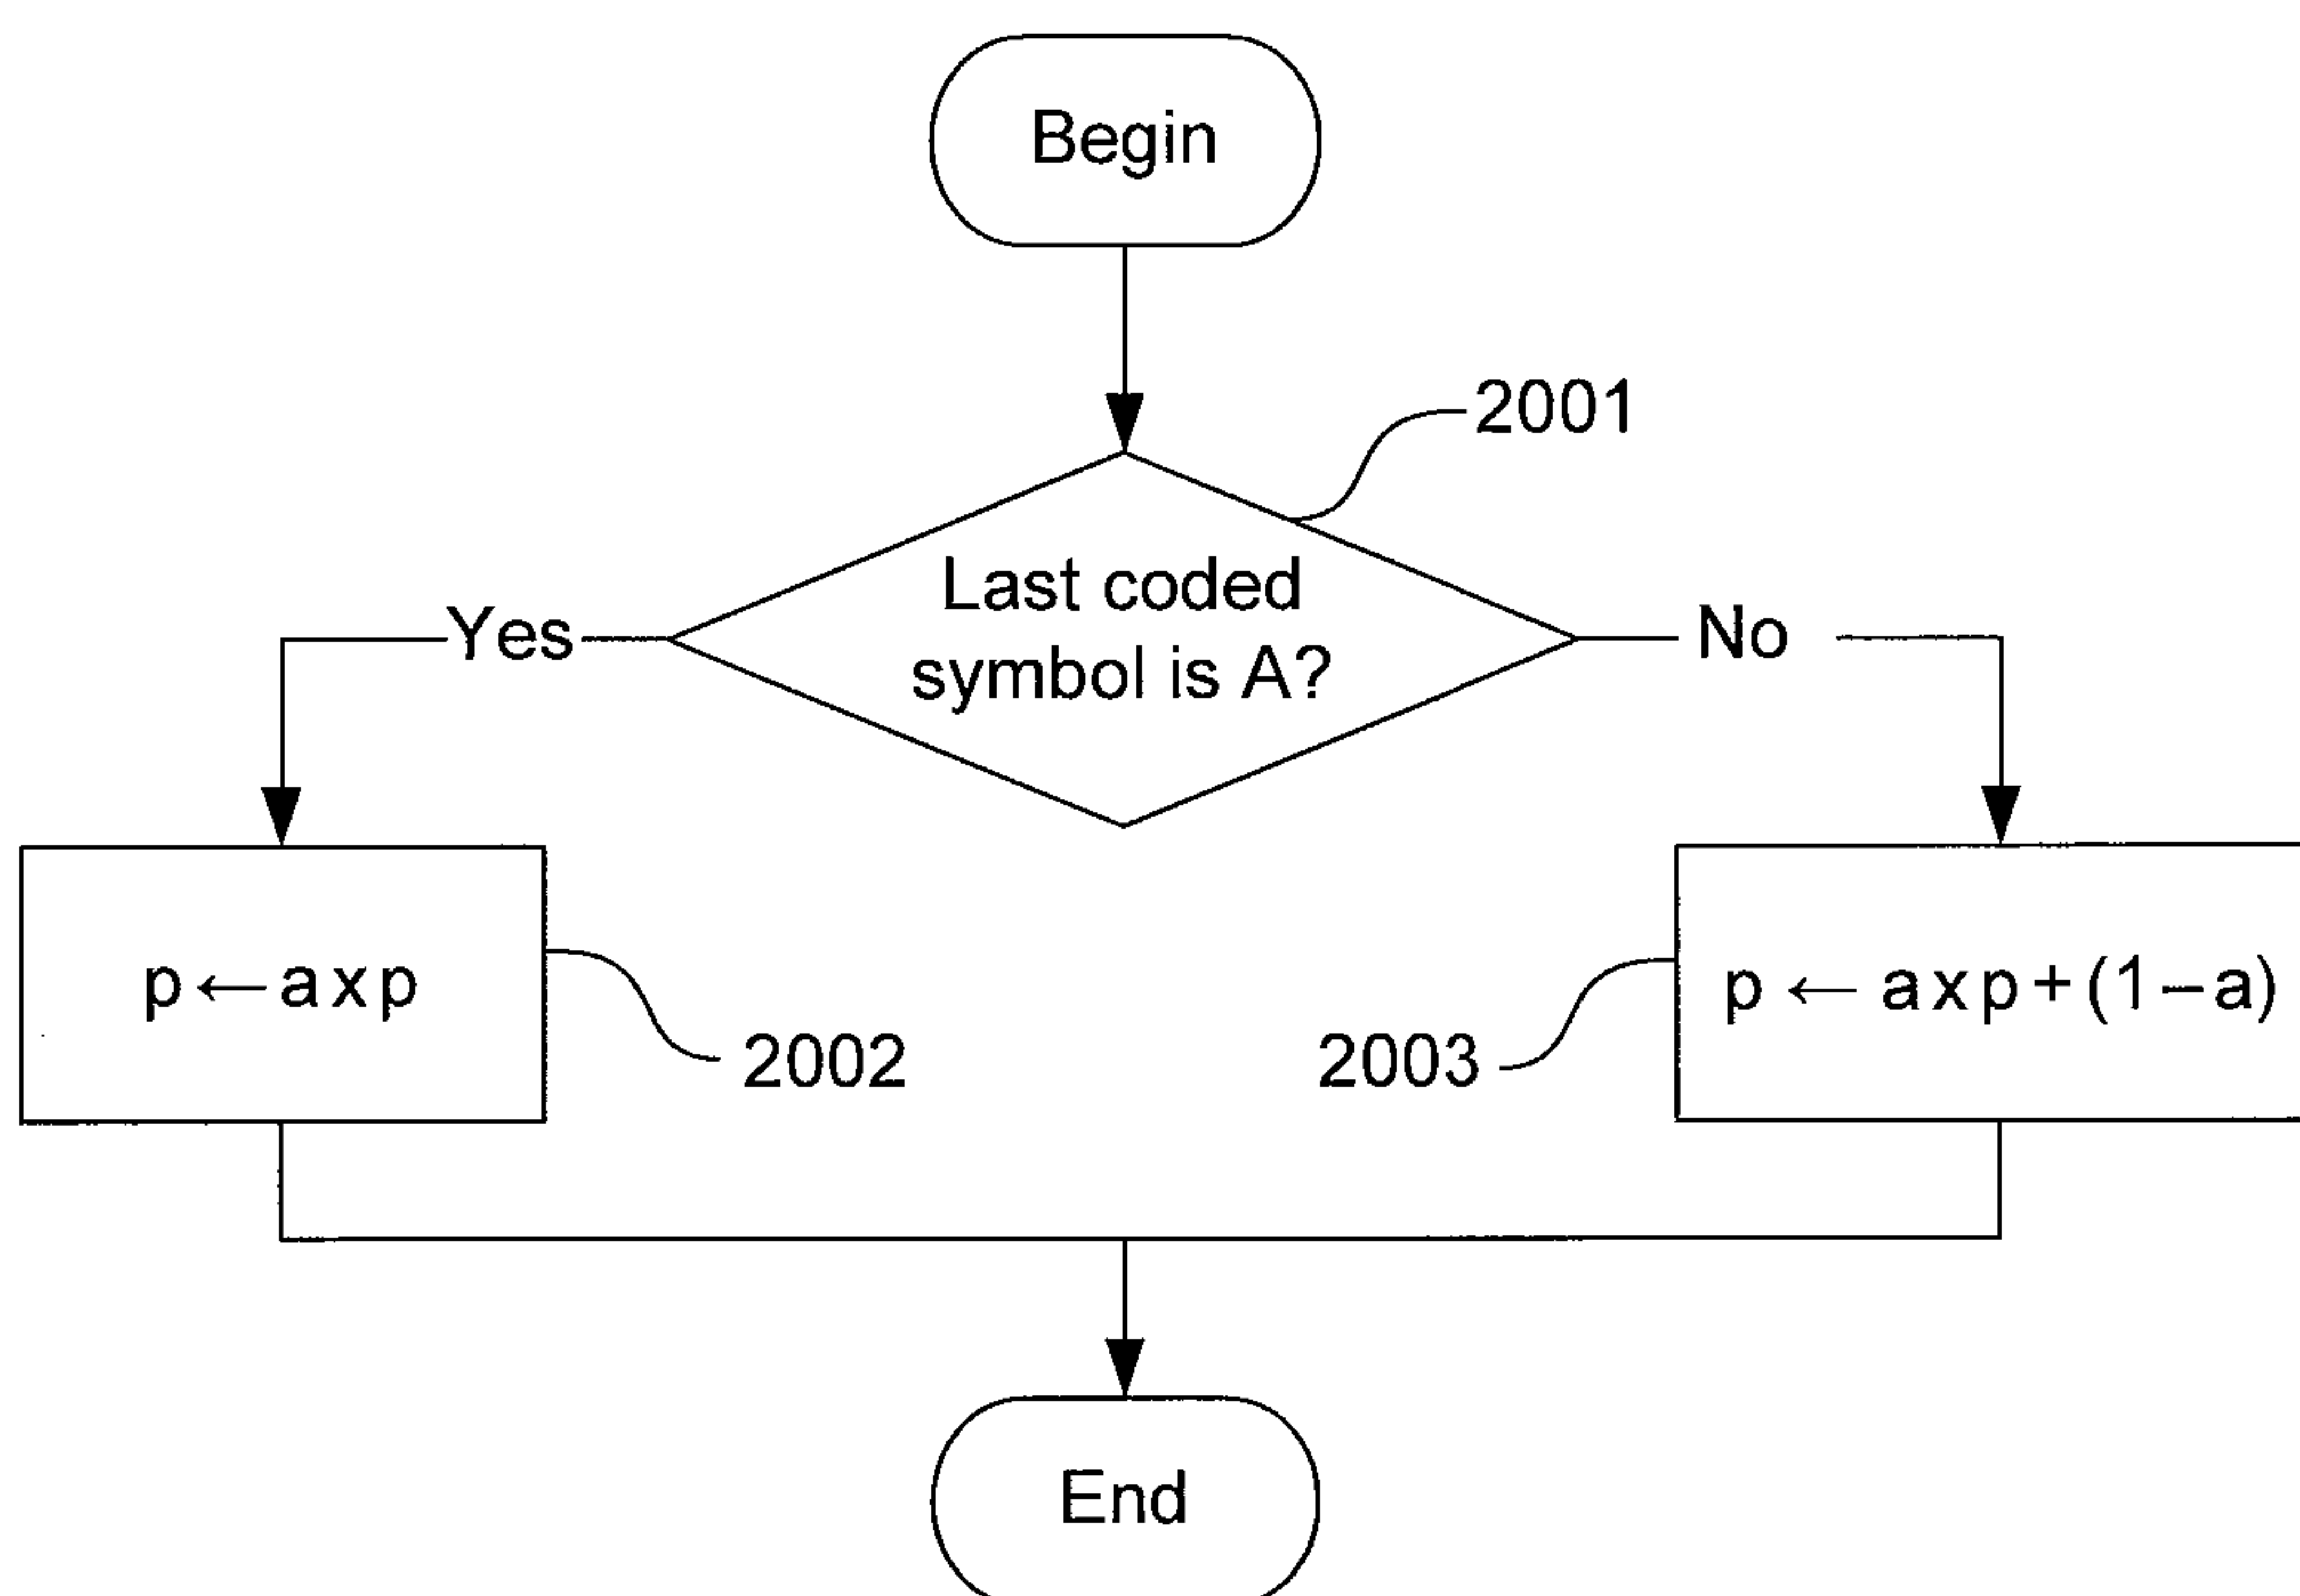 Begin
2001
Last coded
symbol is A?
Yes
No
p ← a x p
2002
2003
p ← a x p + (1 – a)
End